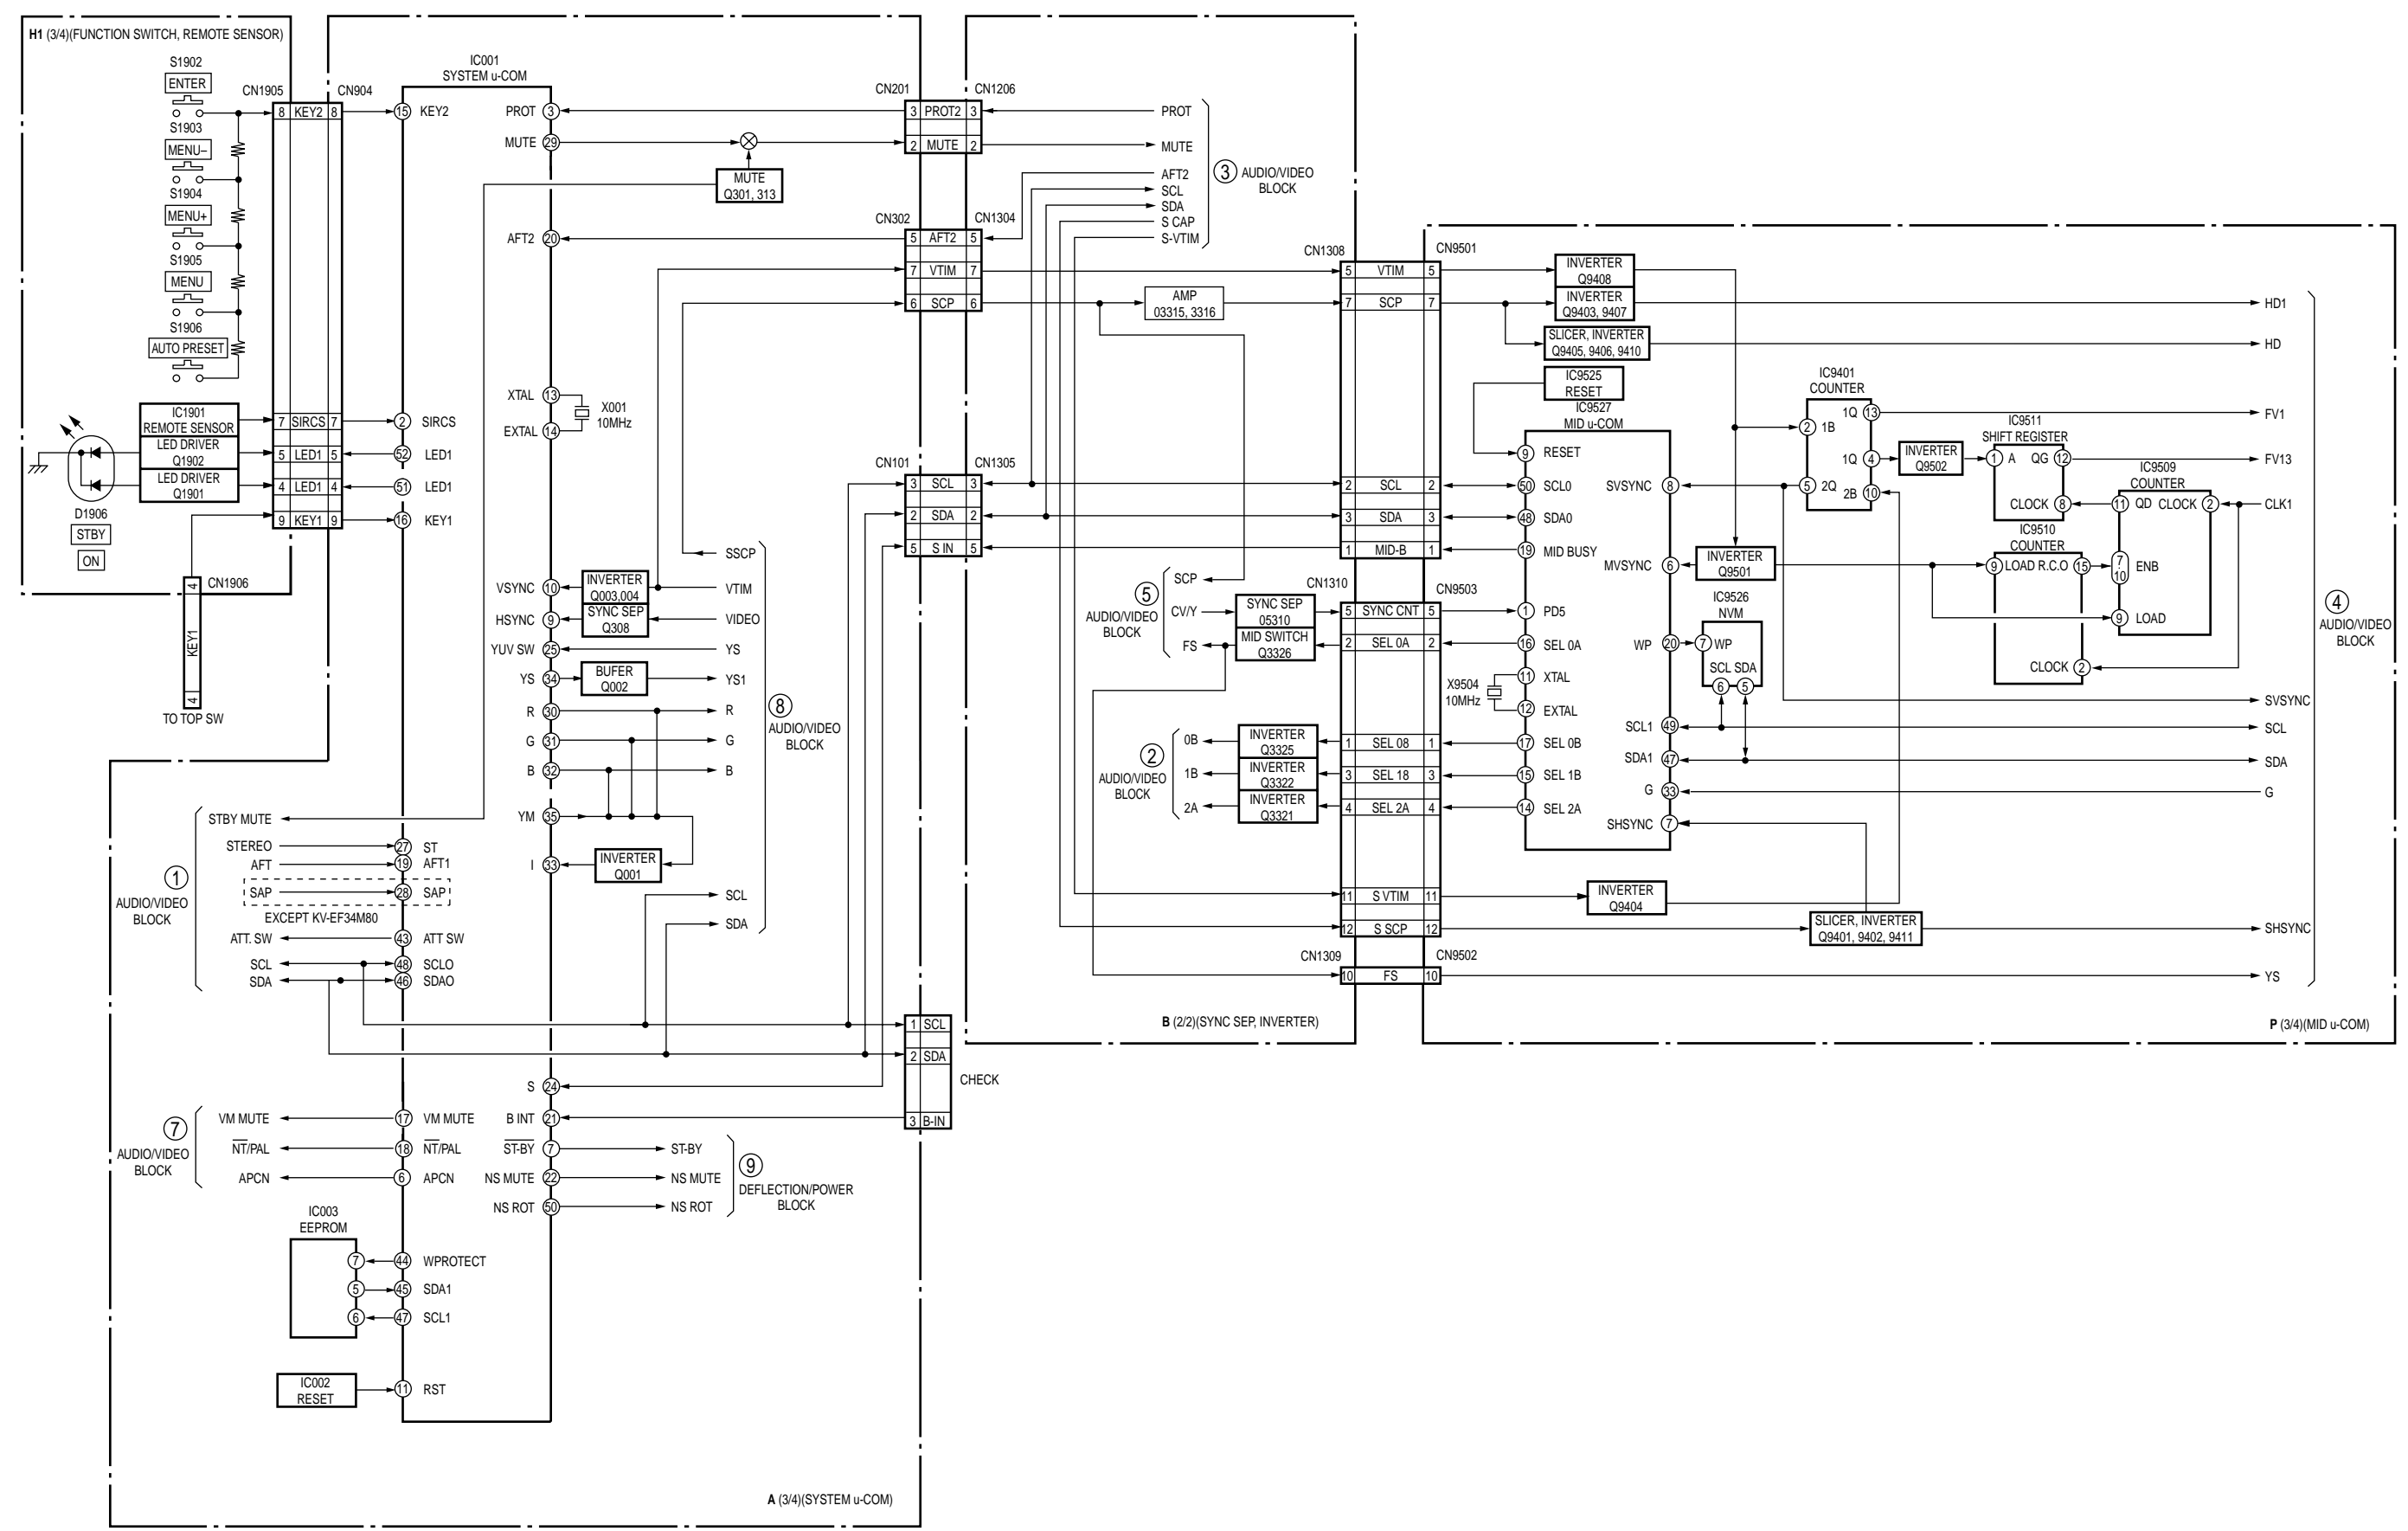 H1 (3/4)(FUNCTION SWITCH, REMOTE SENSOR)
S1902
ENTER
S1903
MENU–
S1904
MENU+
S1905
MENU
S1906
AUTO PRESET
CN1905
CN904
8 KEY2 8
7 SIRCS 7
5 LED1 5
4 LED1 4
9 KEY1 9
IC1901
REMOTE SENSOR
LED DRIVER
Q1902
LED DRIVER
Q1901
D1906
STBY
ON
CN1906
4
KEY1
4
TO TOP SW
IC001
SYSTEM u-COM
15 KEY2
2 SIRCS
52 LED1
51 LED1
16 KEY1
PROT 3
MUTE 29
MUTE
Q301, 313
AFT2 20
XTAL 13
EXTAL 14
X001
10MHz
VSYNC 10
INVERTER
Q003,004
HSYNC 9
SYNC SEP
Q308
YUV SW 25
YS 34
BUFER
Q002
R 30
G 31
B 32
YM 35
I 33
INVERTER
Q001
SSCP
VTIM
VIDEO
YS
YS1
R
G
B
SCL
SDA
8
AUDIO/VIDEO
BLOCK
STBY MUTE
STEREO
AFT
SAP
EXCEPT KV-EF34M80
ATT. SW
SCL
SDA
1
AUDIO/VIDEO
BLOCK
27 ST
19 AFT1
28 SAP
43 ATT SW
48 SCLO
46 SDAO
7
AUDIO/VIDEO
BLOCK
VM MUTE
NT/PAL
APCN
17 VM MUTE
18 NT/PAL
6 APCN
IC003
EEPROM
7 44 WPROTECT
5 45 SDA1
6 47 SCL1
IC002
RESET
11 RST
S 24
B INT 21
ST-BY 7
NS MUTE 22
NS ROT 50
ST-BY
NS MUTE
NS ROT
9
DEFLECTION/POWER
BLOCK
A (3/4)(SYSTEM u-COM)
CN201
CN1206
3 PROT2 3
2 MUTE 2
CN302
CN1304
5 AFT2 5
7 VTIM 7
6 SCP 6
CN101
CN1305
3 SCL 3
2 SDA 2
5 S IN 5
1 SCL
2 SDA
3 B-IN
CHECK
PROT
MUTE
AFT2
SCL
SDA
S CAP
S-VTIM
3
AUDIO/VIDEO
BLOCK
AMP
03315, 3316
5
AUDIO/VIDEO
BLOCK
SCP
CV/Y
FS
SYNC SEP
05310
MID SWITCH
Q3326
2
AUDIO/VIDEO
BLOCK
0B
1B
2A
INVERTER
Q3325
INVERTER
Q3322
INVERTER
Q3321
B (2/2)(SYNC SEP, INVERTER)
CN1308
CN9501
5 VTIM 5
7 SCP 7
2 SCL 2
3 SDA 3
1 MID-B 1
CN1310
CN9503
5 SYNC CNT 5
2 SEL 0A 2
1 SEL 08 1
3 SEL 18 3
4 SEL 2A 4
11 S VTIM 11
12 S SCP 12
CN1309
CN9502
10 FS 10
INVERTER
Q9408
INVERTER
Q9403, 9407
SLICER, INVERTER
Q9405, 9406, 9410
IC9525
RESET
IC9527
MID u-COM
9 RESET
50 SCL0
48 SDA0
19 MID BUSY
1 PD5
16 SEL 0A
11 XTAL
12 EXTAL
X9504
10MHz
17 SEL 0B
15 SEL 1B
14 SEL 2A
SVSYNC 8
MVSYNC 6
WP 20
SCL1 49
SDA1 47
G 33
SHSYNC 7
INVERTER
Q9501
IC9526
NVM
7 WP
SCL SDA
6 5
IC9401
COUNTER
1Q 13
2 1B
1Q 4
5 2Q
2B 10
INVERTER
Q9502
IC9511
SHIFT REGISTER
1 A QG 12
CLOCK 8
IC9509
COUNTER
11 QD CLOCK 2
7
10
ENB
9 LOAD
IC9510
COUNTER
9 LOAD R.C.O 15
CLOCK 2
INVERTER
Q9404
SLICER, INVERTER
Q9401, 9402, 9411
HD1
HD
FV1
FV13
CLK1
SVSYNC
SCL
SDA
G
SHSYNC
YS
4
AUDIO/VIDEO
BLOCK
P (3/4)(MID u-COM)